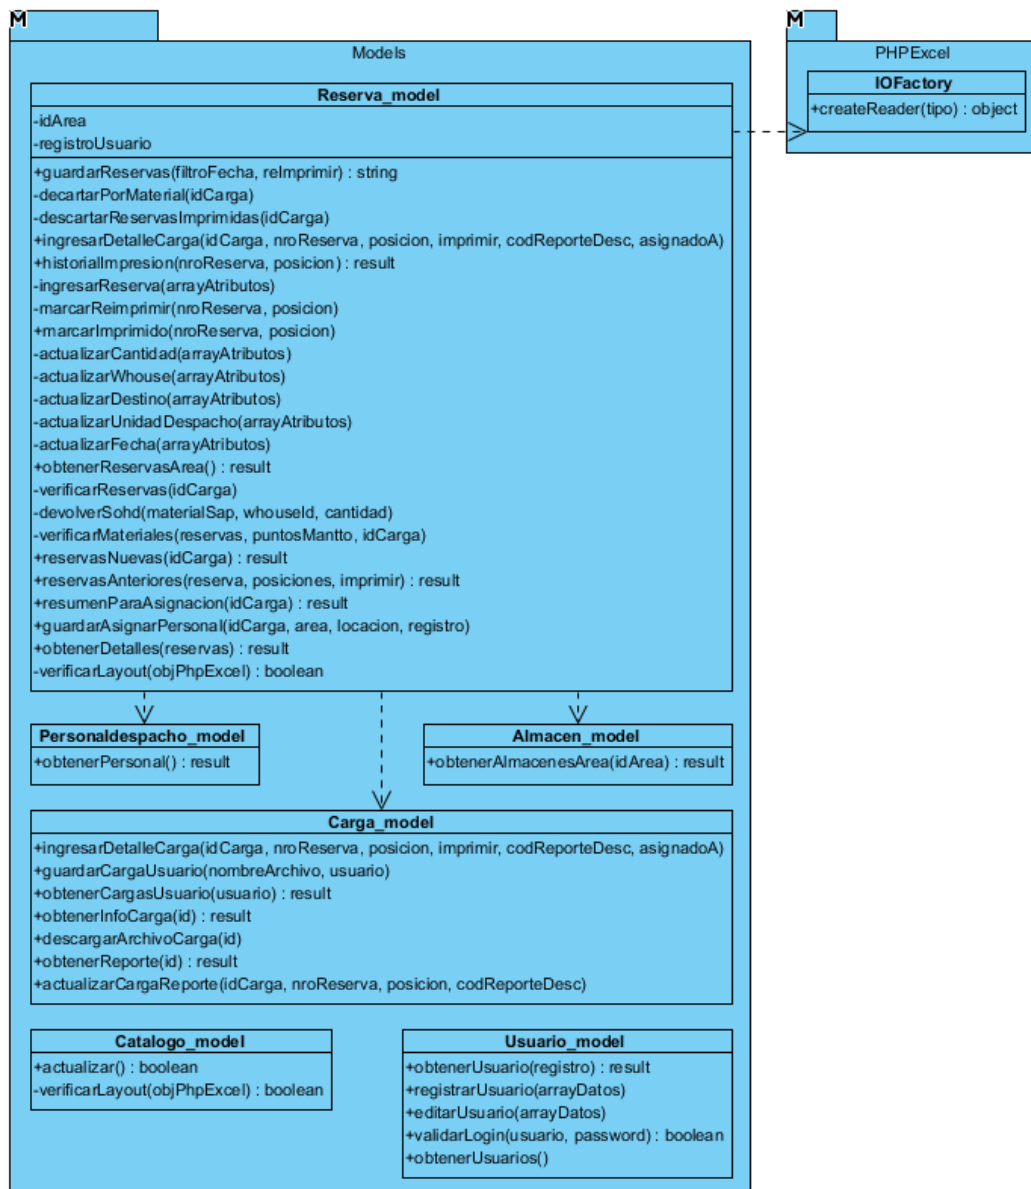 M
Models
Reserva_model
-idArea
-registroUsuario
+guardarReservas(filtroFecha, reImprimir) : string
-decartarPorMaterial(idCarga)
-descartarReservasImprimidas(idCarga)
+ingresarDetalleCarga(idCarga, nroReserva, posicion, imprimir, codReporteDesc, asignadoA)
+historialImpresion(nroReserva, posicion) : result
-ingresarReserva(arrayAtributos)
-marcarReimprimir(nroReserva, posicion)
+marcarImprimido(nroReserva, posicion)
-actualizarCantidad(arrayAtributos)
-actualizarWhouse(arrayAtributos)
-actualizarDestino(arrayAtributos)
-actualizarUnidadDespacho(arrayAtributos)
-actualizarFecha(arrayAtributos)
+obtenerReservasArea() : result
-verificarReservas(idCarga)
-devolverSohd(materialSap, whouseId, cantidad)
-verificarMateriales(reservas, puntosMantto, idCarga)
+reservasNuevas(idCarga) : result
+reservasAnteriores(reserva, posiciones, imprimir) : result
+resumenParaAsignacion(idCarga) : result
+guardarAsignarPersonal(idCarga, area, locacion, registro)
+obtenerDetalles(reservas) : result
-verificarLayout(objPhpExcel) : boolean
M
PHPExcel
IOFactory
+createReader(tipo) : object
Personaldespacho_model
+obtenerPersonal() : result
Almacen_model
+obtenerAlmacenesArea(idArea) : result
Carga_model
+ingresarDetalleCarga(idCarga, nroReserva, posicion, imprimir, codReporteDesc, asignadoA)
+guardarCargaUsuario(nombreArchivo, usuario)
+obtenerCargasUsuario(usuario) : result
+obtenerInfoCarga(id) : result
+descargarArchivoCarga(id)
+obtenerReporte(id) : result
+actualizarCargaReporte(idCarga, nroReserva, posicion, codReporteDesc)
Catalogo_model
+actualizar() : boolean
-verificarLayout(objPhpExcel) : boolean
Usuario_model
+obtenerUsuario(registro) : result
+registrarUsuario(arrayDatos)
+editarUsuario(arrayDatos)
+validarLogin(usuario, password) : boolean
+obtenerUsuarios()